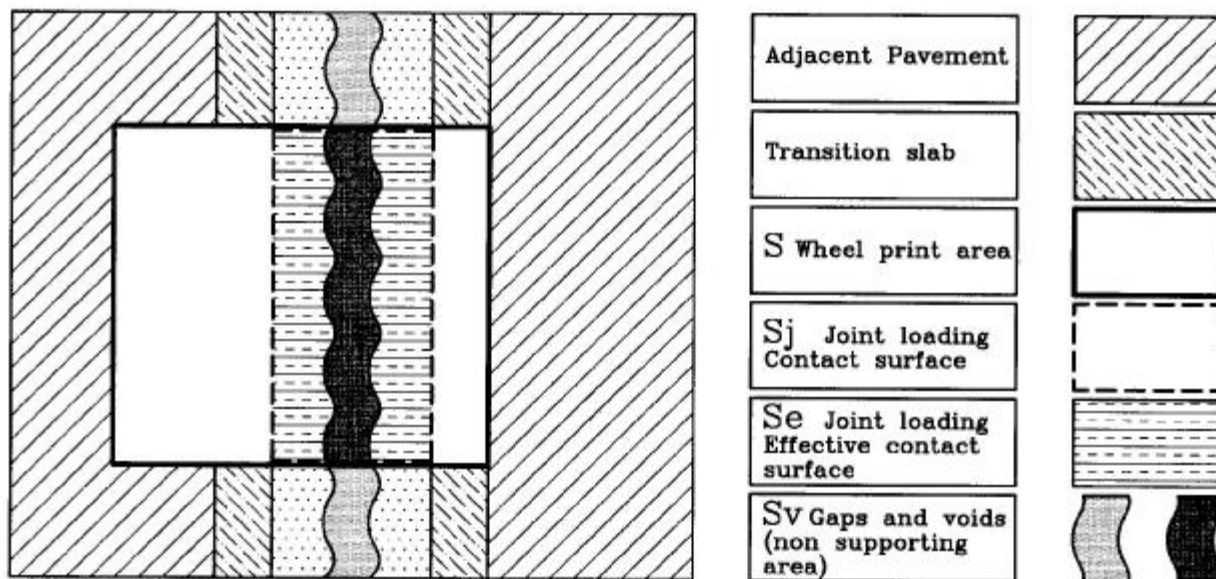 Adjacent Pavement
Transition slab
S Wheel print area
Sj Joint loading
Contact surface
Se Joint loading
Effective contact
surface
Sv Gaps and voids
(non supporting
area)